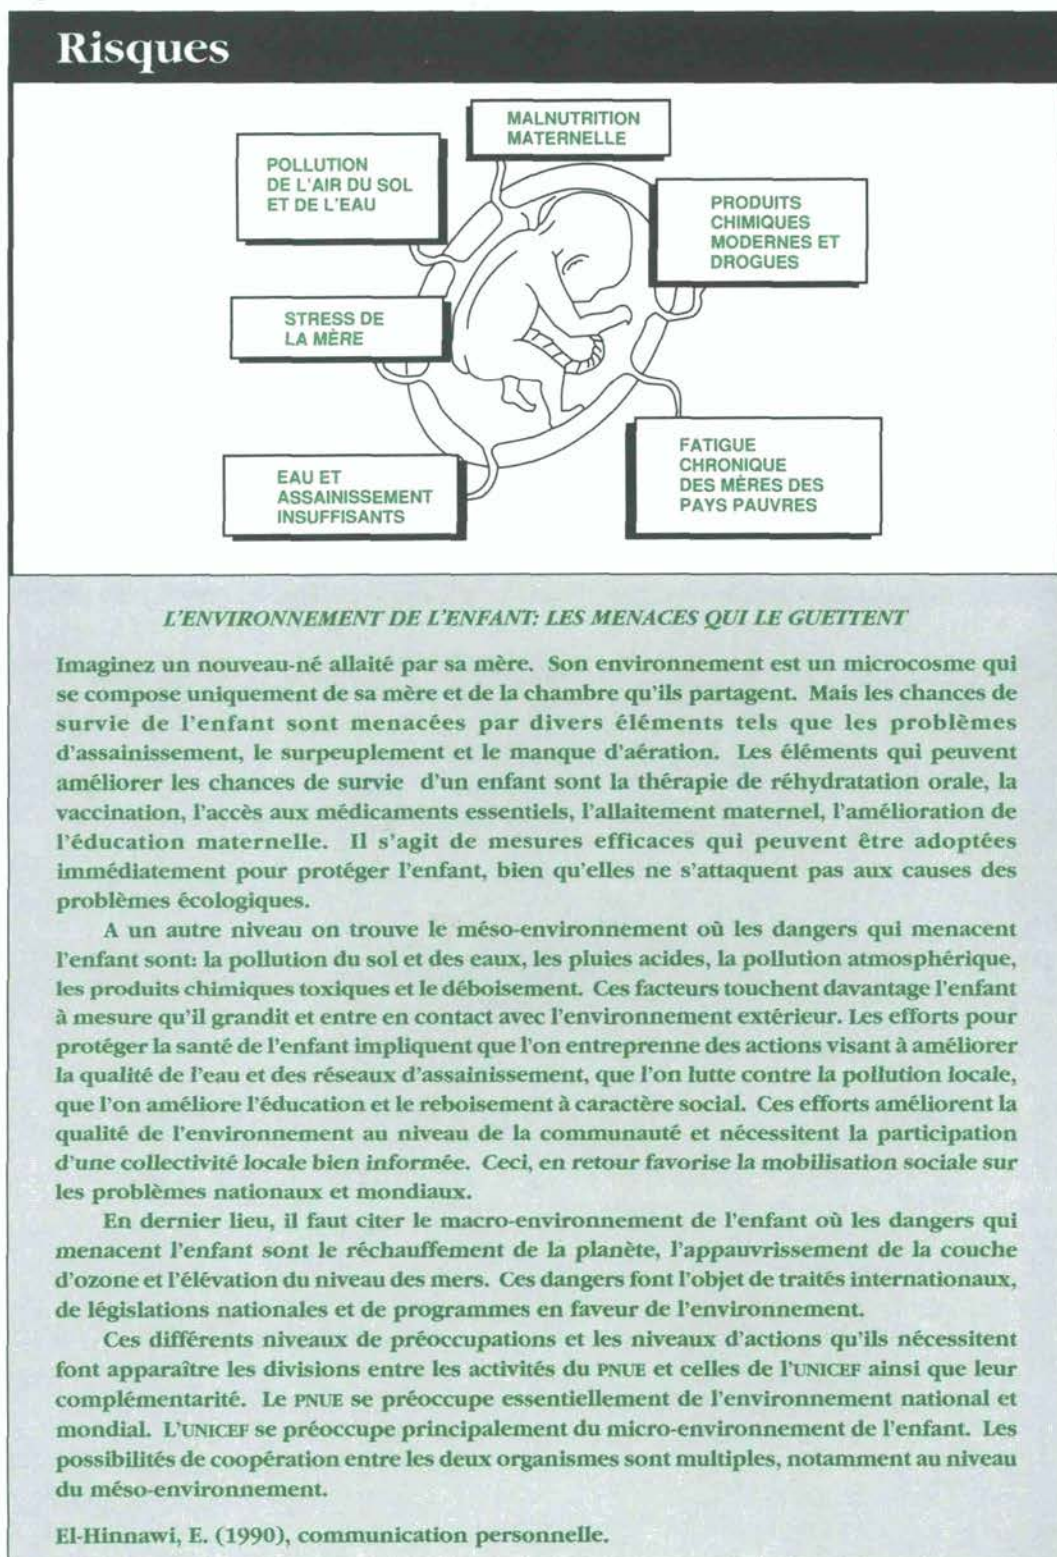 Risques
MALNUTRITION
MATERNELLE
POLLUTION
DE L'AIR DU SOL
ET DE L'EAU
PRODUITS
CHIMIQUES
MODERNES ET
DROGUES
STRESS DE
LA MÈRE
FATIGUE
CHRONIQUE
DES MÈRES DES
PAYS PAUVRES
EAU ET
ASSAINISSEMENT
INSUFFISANTS
L'ENVIRONNEMENT DE L'ENFANT: LES MENACES QUI LE GUETTENT
Imaginez un nouveau-né allaité par sa mère. Son environnement est un microcosme qui
se compose uniquement de sa mère et de la chambre qu'ils partagent. Mais les chances de
survie de l'enfant sont menacées par divers éléments tels que les problèmes
d'assainissement, le surpeuplement et le manque d'aération. Les éléments qui peuvent
améliorer les chances de survie d'un enfant sont la thérapie de réhydratation orale, la
vaccination, l'accès aux médicaments essentiels, l'allaitement maternel, l'amélioration de
l'éducation maternelle. Il s'agit de mesures efficaces qui peuvent être adoptées
immédiatement pour protéger l'enfant, bien qu'elles ne s'attaquent pas aux causes des
problèmes écologiques.
A un autre niveau on trouve le méso-environnement où les dangers qui menacent
l'enfant sont: la pollution du sol et des eaux, les pluies acides, la pollution atmosphérique,
les produits chimiques toxiques et le déboisement. Ces facteurs touchent davantage l'enfant
à mesure qu'il grandit et entre en contact avec l'environnement extérieur. Les efforts pour
protéger la santé de l'enfant impliquent que l'on entreprenne des actions visant à améliorer
la qualité de l'eau et des réseaux d'assainissement, que l'on lutte contre la pollution locale,
que l'on améliore l'éducation et le reboisement à caractère social. Ces efforts améliorent la
qualité de l'environnement au niveau de la communauté et nécessitent la participation
d'une collectivité locale bien informée. Ceci, en retour favorise la mobilisation sociale sur
les problèmes nationaux et mondiaux.
En dernier lieu, il faut citer le macro-environnement de l'enfant où les dangers qui
menacent l'enfant sont le réchauffement de la planète, l'appauvrissement de la couche
d'ozone et l'élévation du niveau des mers. Ces dangers font l'objet de traités internationaux,
de législations nationales et de programmes en faveur de l'environnement.
Ces différents niveaux de préoccupations et les niveaux d'actions qu'ils nécessitent
font apparaître les divisions entre les activités du PNUE et celles de l'UNICEF ainsi que leur
complémentarité. Le PNUE se préoccupe essentiellement de l'environnement national et
mondial. L'UNICEF se préoccupe principalement du micro-environnement de l'enfant. Les
possibilités de coopération entre les deux organismes sont multiples, notamment au niveau
du méso-environnement.
El-Hinnawi, E. (1990), communication personnelle.